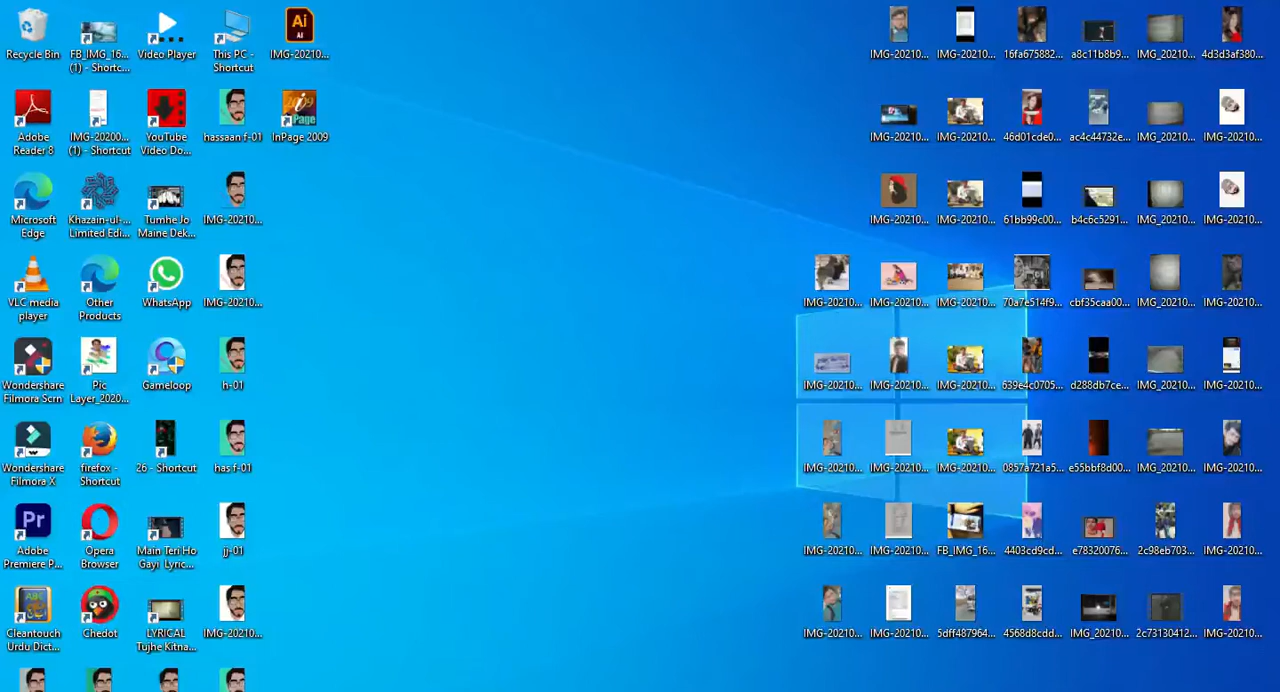 Recycle Bin
FB_IMG_16...
(1) - Shortc...
Video Player
This PC -
Shortcut
Ai
AI
IMG-20210...
IMG-20210...
IMG-20210...
16fa675882...
a8c11b8b9...
IMG_20210...
4d3d3af380...
Adobe
Reader 8
IMG-20200...
(1) - Shortcut
YouTube
Video Do...
hassaan f-01
2009
InPage
InPage 2009
IMG-20210...
IMG-20210...
46d01cde0...
ac4c44732e...
IMG_20210...
IMG-20210...
Microsoft
Edge
Khazain-ul-...
Limited Edi...
Tumhe Jo
Maine Dek...
IMG-20210...
IMG-20210...
IMG-20210...
61bb99c00...
b4c6c5291...
IMG_20210...
IMG-20210...
VLC media
player
Other
Products
WhatsApp
IMG-20210...
IMG-20210...
IMG-20210...
IMG-20210...
70a7e514f9...
cbf35caa00...
IMG_20210...
IMG-20210...
Wondershare
Filmora Scrn
Pic
Layer_2020...
Gameloop
h-01
IMG-20210...
IMG-20210...
IMG-20210...
639e4c0705...
d288db7ce...
IMG_20210...
IMG-20210...
Wondershare
Filmora X
firefox -
Shortcut
26 - Shortcut
has f-01
IMG-20210...
IMG-20210...
IMG-20210...
0857a721a5...
e55bbf8d00...
IMG_20210...
IMG-20210...
Pr
Adobe
Premiere P...
Opera
Browser
Main Teri Ho
Gayi Lyric...
jj-01
IMG-20210...
IMG-20210...
FB_IMG_16...
4403cd9cd...
e78320076...
2c98eb703...
IMG-20210...
Cleantouch
Urdu Dict...
Chedot
LYRICAL
Tujhe Kitna...
IMG-20210...
IMG-20210...
IMG-20210...
5dff487964...
4568d8cdd...
IMG_20210...
2c73130412...
IMG-20210...